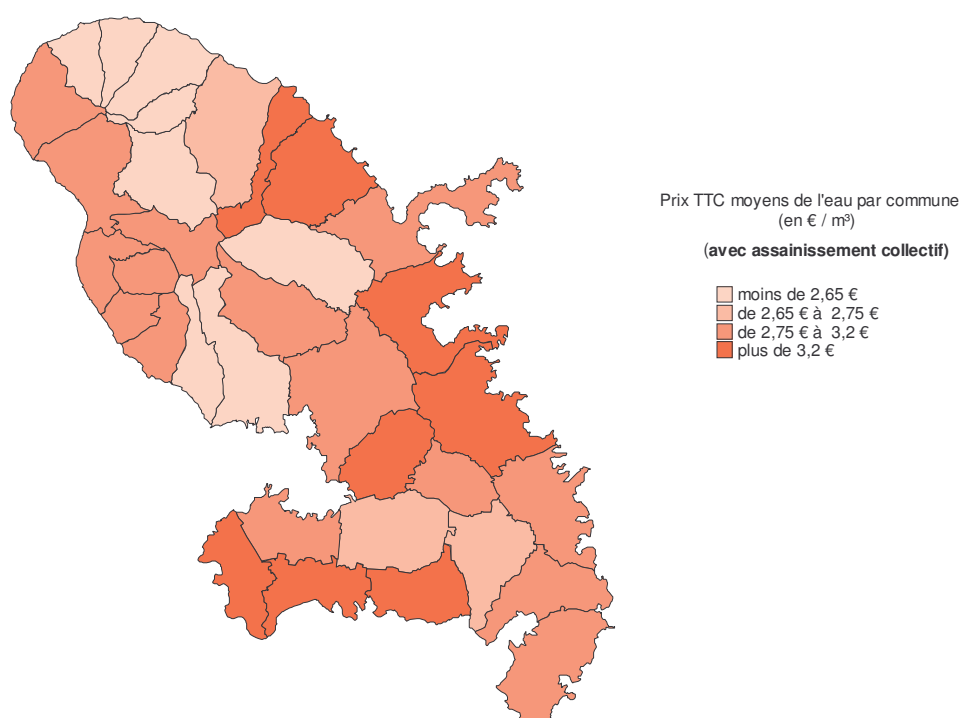 Prix TTC moyens de l'eau par commune
(en € / m³)
(avec assainissement collectif)
moins de 2,65 €
de 2,65 € à 2,75 €
de 2,75 € à 3,2 €
plus de 3,2 €